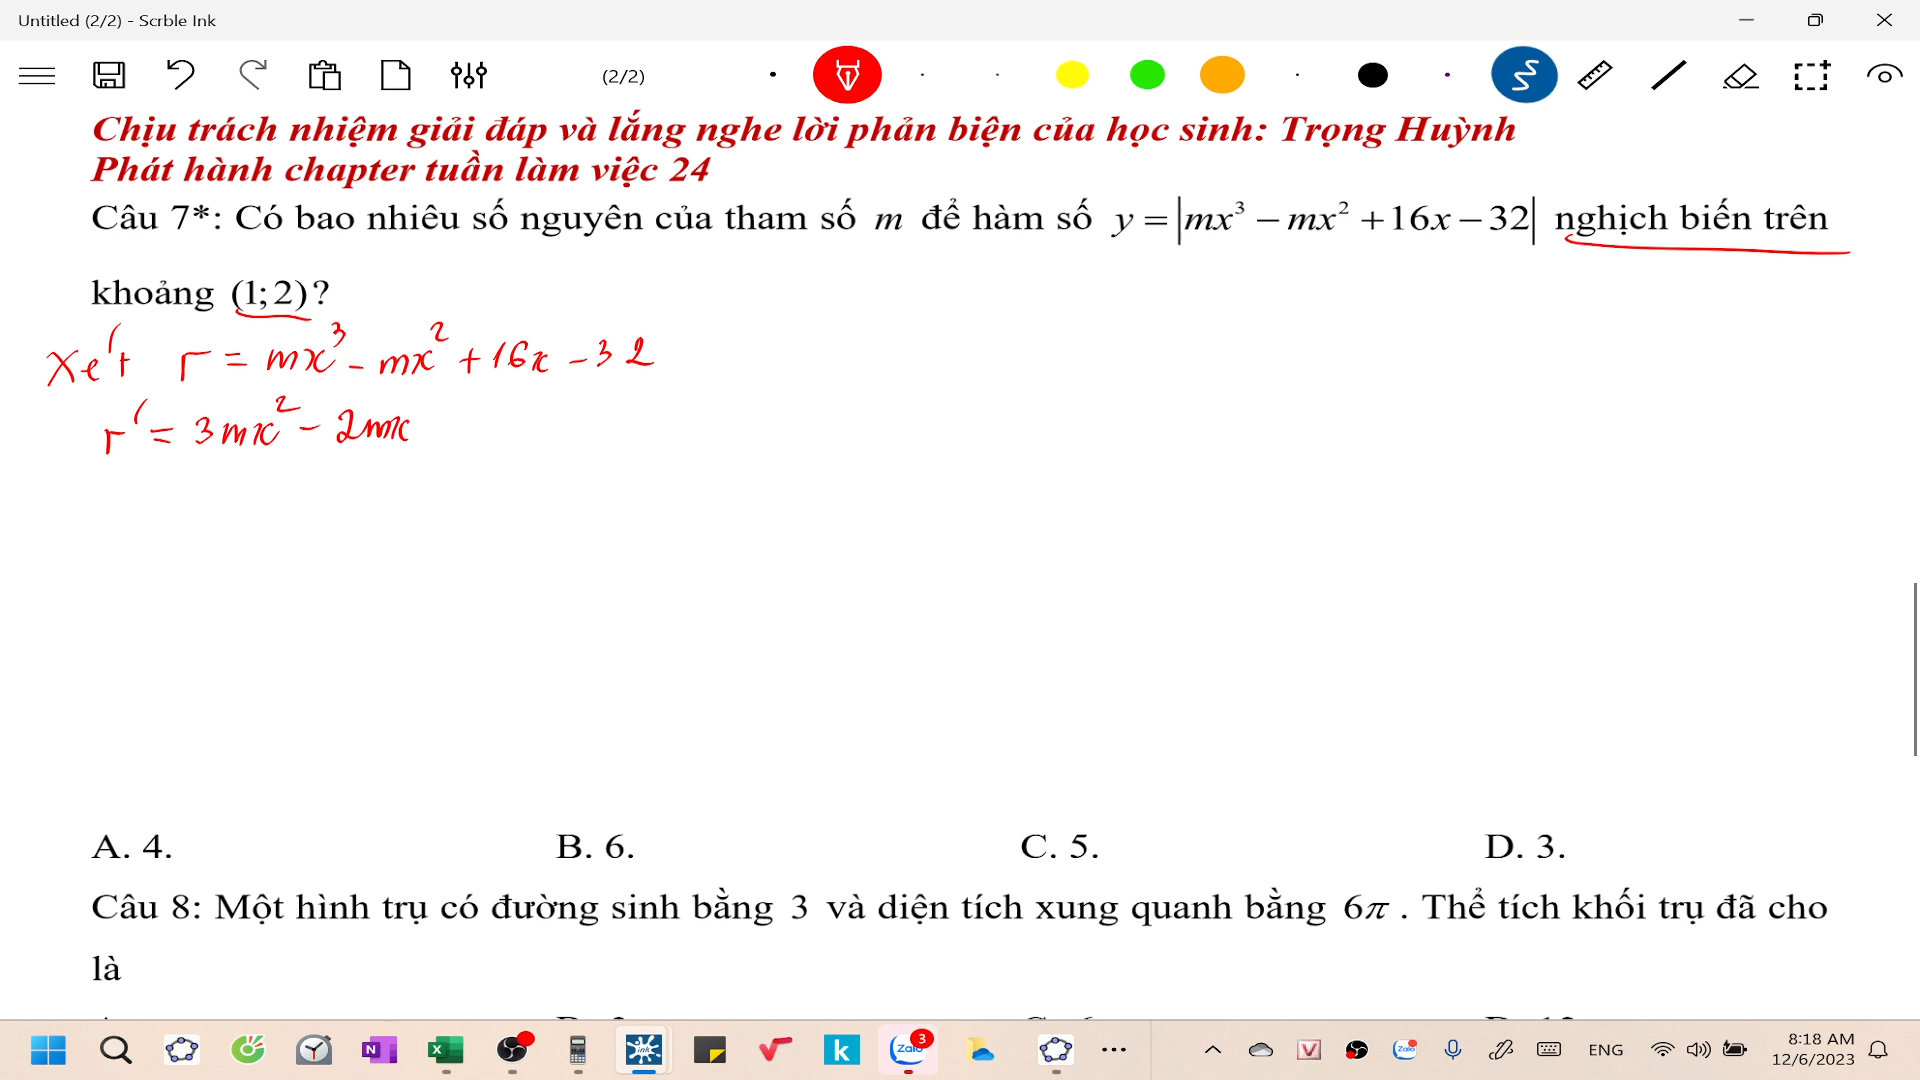 Untitled (2/2) - Scrble Ink
(2/2)
Chịu trách nhiệm giải đáp và lắng nghe lời phản biện của học sinh: Trọng Huỳnh
Phát hành chapter tuần làm việc 24
Câu 7*: Có bao nhiêu số nguyên của tham số m để hàm số y = |mx³ − mx² + 16x − 32| nghịch biến trên
khoảng (1;2)?
Xét r = mx³ - mx² + 16x - 32
r' = 3mx² - 2mx
A. 4. B. 6. C. 5. D. 3.
Câu 8: Một hình trụ có đường sinh bằng 3 và diện tích xung quanh bằng 6π . Thể tích khối trụ đã cho
là
Zalo 3
ENG
8:18 AM
12/6/2023